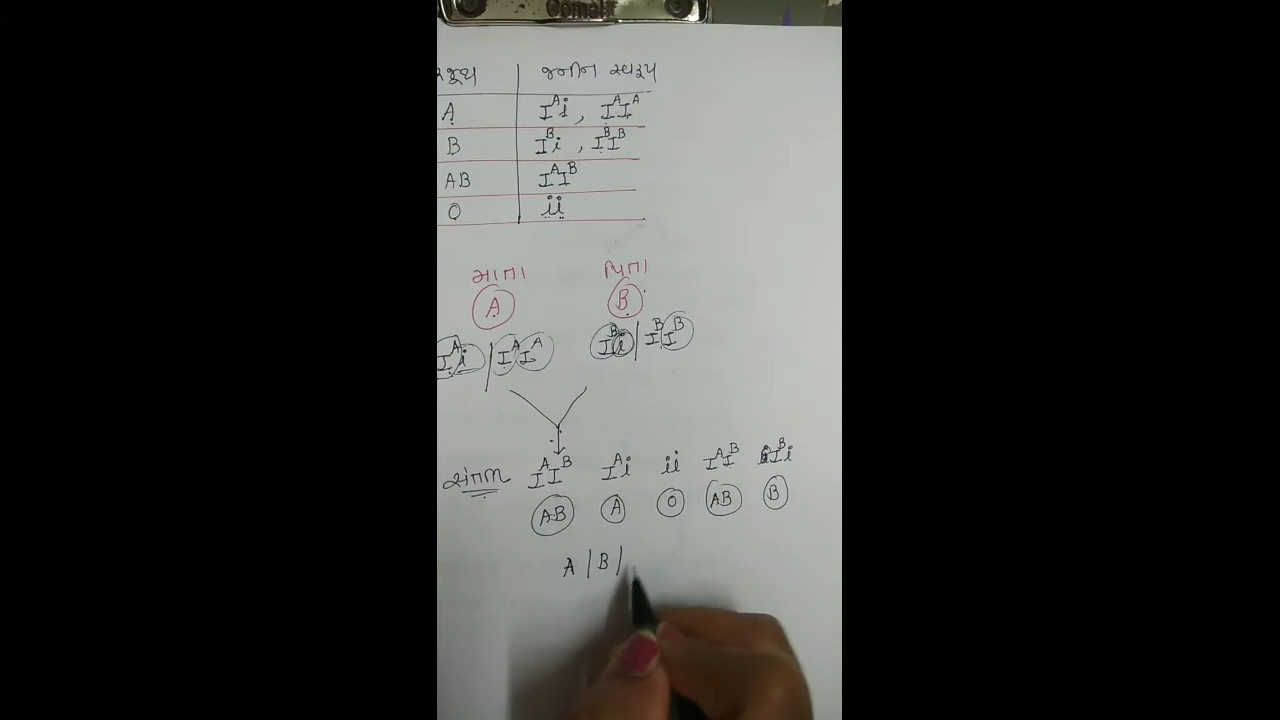 Comal
જનીન સ્વરૂપ
A | Iᴬi , IᴬIᴬ
B | Iᴮi , IᴮIᴮ
AB | IᴬIᴮ
O | ii
માતા પિતા
A B
Iᴬi | IᴬIᴬ Iᴮi | IᴮIᴮ
સંતાન IᴬIᴮ Iᴬi ii IᴬIᴮ Iᴮi
AB A O AB B
A | B |